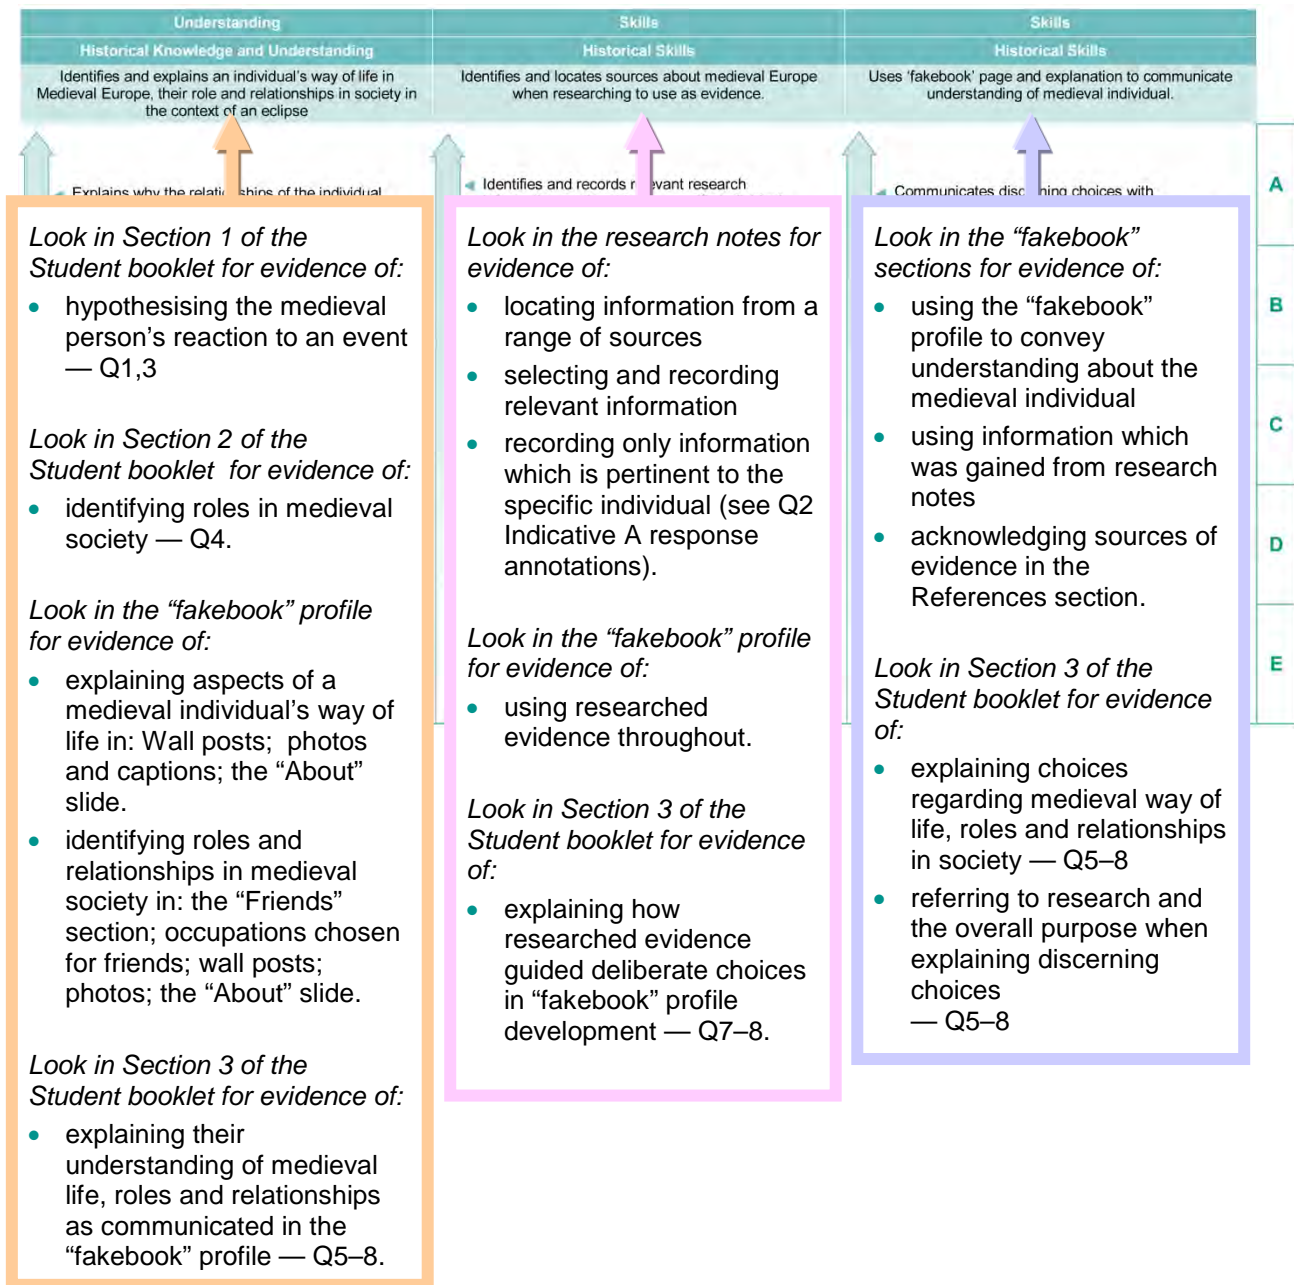 Understanding
Historical Knowledge and Understanding
Identifies and explains an individual's way of life in
Medieval Europe, their role and relationships in society in
the context of an eclipse
Skills
Historical Skills
Identifies and locates sources about medieval Europe
when researching to use as evidence.
Skills
Historical Skills
Uses 'fakebook' page and explanation to communicate
understanding of medieval individual.
Explains why the relationships of the individual
Identifies and records relevant research
Communicates discerning choices with
A
B
C
D
E
Look in Section 1 of the
Student booklet for evidence of:
• hypothesising the medieval
person's reaction to an event
— Q1,3
Look in Section 2 of the
Student booklet for evidence of:
• identifying roles in medieval
society — Q4.
Look in the “fakebook” profile
for evidence of:
• explaining aspects of a
medieval individual's way of
life in: Wall posts; photos
and captions; the “About”
slide.
• identifying roles and
relationships in medieval
society in: the “Friends”
section; occupations chosen
for friends; wall posts;
photos; the “About” slide.
Look in Section 3 of the
Student booklet for evidence of:
• explaining their
understanding of medieval
life, roles and relationships
as communicated in the
“fakebook” profile — Q5–8.
Look in the research notes for
evidence of:
• locating information from a
range of sources
• selecting and recording
relevant information
• recording only information
which is pertinent to the
specific individual (see Q2
Indicative A response
annotations).
Look in the “fakebook” profile
for evidence of:
• using researched
evidence throughout.
Look in Section 3 of the
Student booklet for evidence
of:
• explaining how
researched evidence
guided deliberate choices
in “fakebook” profile
development — Q7–8.
Look in the “fakebook”
sections for evidence of:
• using the “fakebook”
profile to convey
understanding about the
medieval individual
• using information which
was gained from research
notes
• acknowledging sources of
evidence in the
References section.
Look in Section 3 of the
Student booklet for evidence
of:
• explaining choices
regarding medieval way of
life, roles and relationships
in society — Q5–8
• referring to research and
the overall purpose when
explaining discerning
choices
— Q5–8